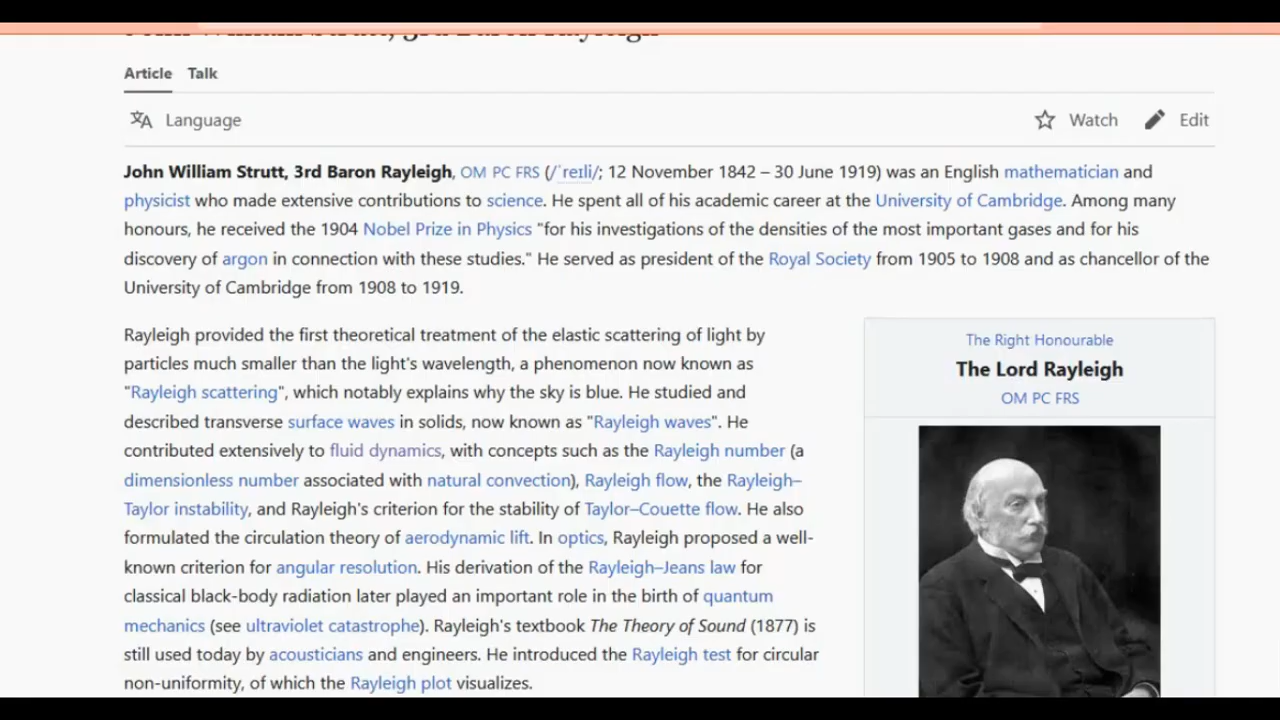 John William Strutt, 3rd Baron Rayleigh
Article Talk
Language Watch Edit
John William Strutt, 3rd Baron Rayleigh, OM PC FRS (/ˈreɪli/; 12 November 1842 – 30 June 1919) was an English mathematician and
physicist who made extensive contributions to science. He spent all of his academic career at the University of Cambridge. Among many
honours, he received the 1904 Nobel Prize in Physics "for his investigations of the densities of the most important gases and for his
discovery of argon in connection with these studies." He served as president of the Royal Society from 1905 to 1908 and as chancellor of the
University of Cambridge from 1908 to 1919.
Rayleigh provided the first theoretical treatment of the elastic scattering of light by
particles much smaller than the light's wavelength, a phenomenon now known as
"Rayleigh scattering", which notably explains why the sky is blue. He studied and
described transverse surface waves in solids, now known as "Rayleigh waves". He
contributed extensively to fluid dynamics, with concepts such as the Rayleigh number (a
dimensionless number associated with natural convection), Rayleigh flow, the Rayleigh–
Taylor instability, and Rayleigh's criterion for the stability of Taylor–Couette flow. He also
formulated the circulation theory of aerodynamic lift. In optics, Rayleigh proposed a well-
known criterion for angular resolution. His derivation of the Rayleigh–Jeans law for
classical black-body radiation later played an important role in the birth of quantum
mechanics (see ultraviolet catastrophe). Rayleigh's textbook The Theory of Sound (1877) is
still used today by acousticians and engineers. He introduced the Rayleigh test for circular
non-uniformity, of which the Rayleigh plot visualizes.
The Right Honourable
The Lord Rayleigh
OM PC FRS